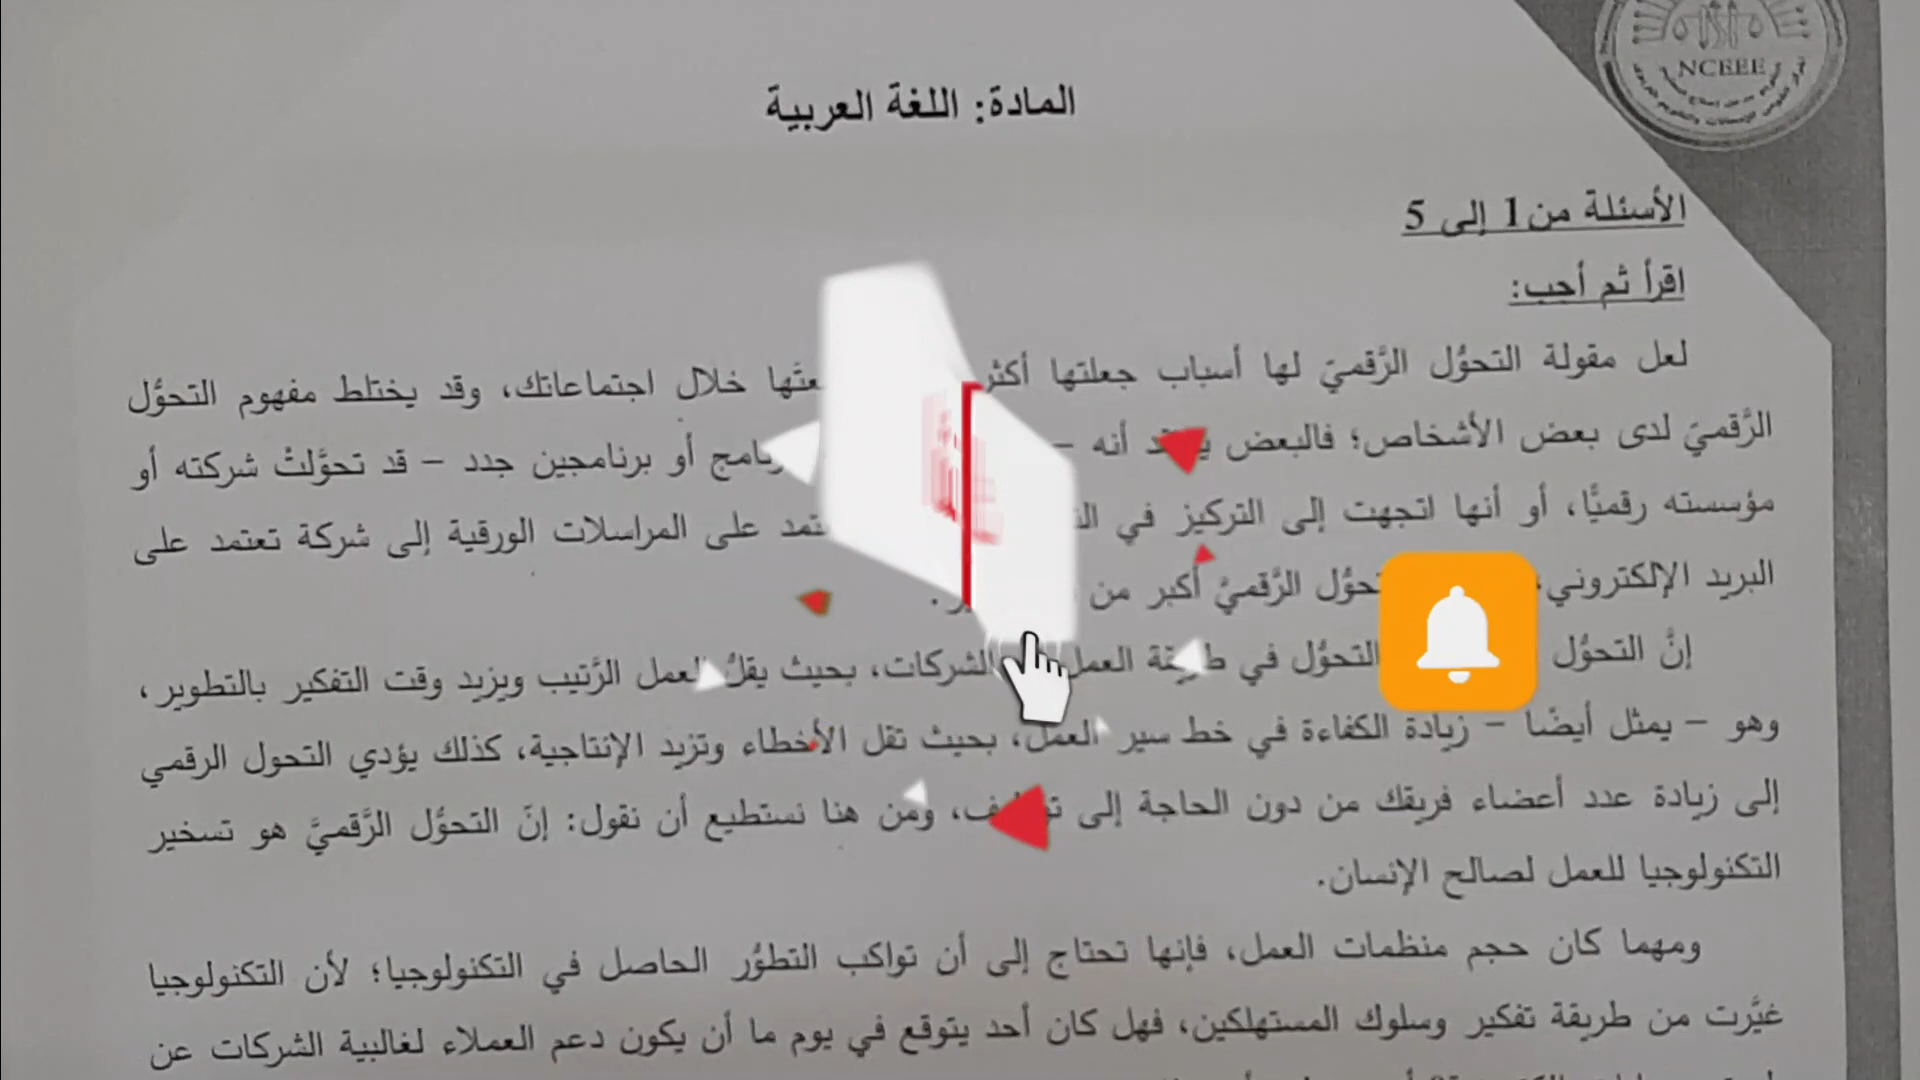 NCEEE
المادة: اللغة العربية
الأسئلة من 1 إلى 5
اقرأ ثم أجب:
لعل مقولة التحوُّل الرَّقميّ لها أسباب جعلتها أكثر خلال اجتماعاتك، وقد يختلط مفهوم التحوُّل
الرَّقميّ لدى بعض الأشخاص؛ فالبعض أنه – أو برنامجين جدد – قد تحوَّلتْ شركته أو
مؤسسته رقميًّا، أو أنها اتجهت إلى التركيز في على المراسلات الورقية إلى شركة تعتمد على
البريد الإلكتروني، الرَّقميَّ أكبر من
إنَّ التحوُّل التحوُّل في الشركات، بحيث يقلُّ العمل الرَّتيب ويزيد وقت التفكير بالتطوير،
وهو – يمثل أيضًا – زيادة الكفاءة في خط سير العمل، بحيث تقل الأخطاء وتزيد الإنتاجية، كذلك يؤدي التحول الرقمي
إلى زيادة عدد أعضاء فريقك من دون الحاجة إلى ومن هنا نستطيع أن نقول: إنَّ التحوُّل الرَّقميَّ هو تسخير
التكنولوجيا للعمل لصالح الإنسان.
ومهما كان حجم منظمات العمل، فإنها تحتاج إلى أن تواكب التطوُّر الحاصل في التكنولوجيا؛ لأن التكنولوجيا
غيَّرت من طريقة تفكير وسلوك المستهلكين، فهل كان أحد يتوقع في يوم ما أن يكون دعم العملاء لغالبية الشركات عن